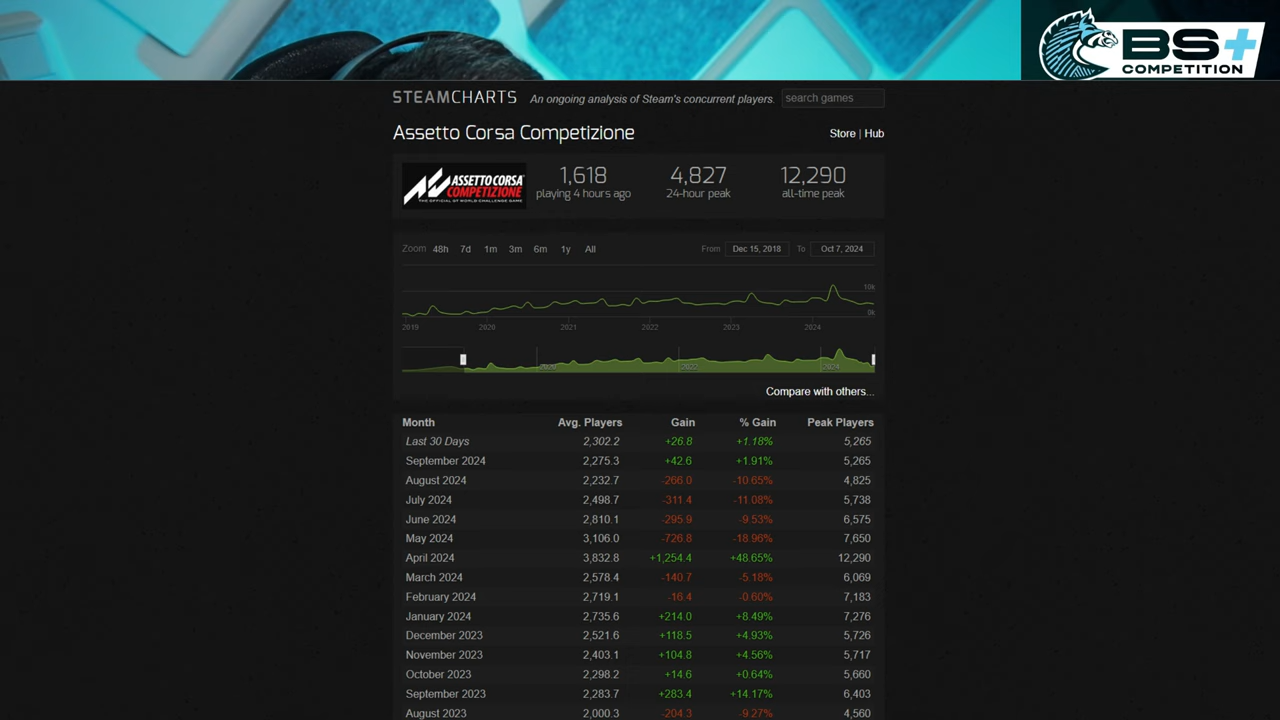 BS+
COMPETITION
STEAMCHARTS An ongoing analysis of Steam's concurrent players. search games
Assetto Corsa Competizione Store | Hub
ASSETTO CORSA
COMPETIZIONE
THE OFFICIAL GT WORLD CHALLENGE GAME
1,618 4,827 12,290
playing 4 hours ago 24-hour peak all-time peak
Zoom 48h 7d 1m 3m 6m 1y All From Dec 15, 2018 To Oct 7, 2024
10k
0k
2019 2020 2021 2022 2023 2024
2020 2022 2024
Compare with others...
Month Avg. Players Gain % Gain Peak Players
Last 30 Days 2,302.2 +26.8 +1.18% 5,265
September 2024 2,275.3 +42.6 +1.91% 5,265
August 2024 2,232.7 -266.0 -10.65% 4,825
July 2024 2,498.7 -311.4 -11.08% 5,738
June 2024 2,810.1 -295.9 -9.53% 6,575
May 2024 3,106.0 -726.8 -18.96% 7,650
April 2024 3,832.8 +1,254.4 +48.65% 12,290
March 2024 2,578.4 -140.7 -5.18% 6,069
February 2024 2,719.1 -16.4 -0.60% 7,183
January 2024 2,735.6 +214.0 +8.49% 7,276
December 2023 2,521.6 +118.5 +4.93% 5,726
November 2023 2,403.1 +104.8 +4.56% 5,717
October 2023 2,298.2 +14.6 +0.64% 5,660
September 2023 2,283.7 +283.4 +14.17% 6,403
August 2023 2,000.3 -204.3 -9.27% 4,560